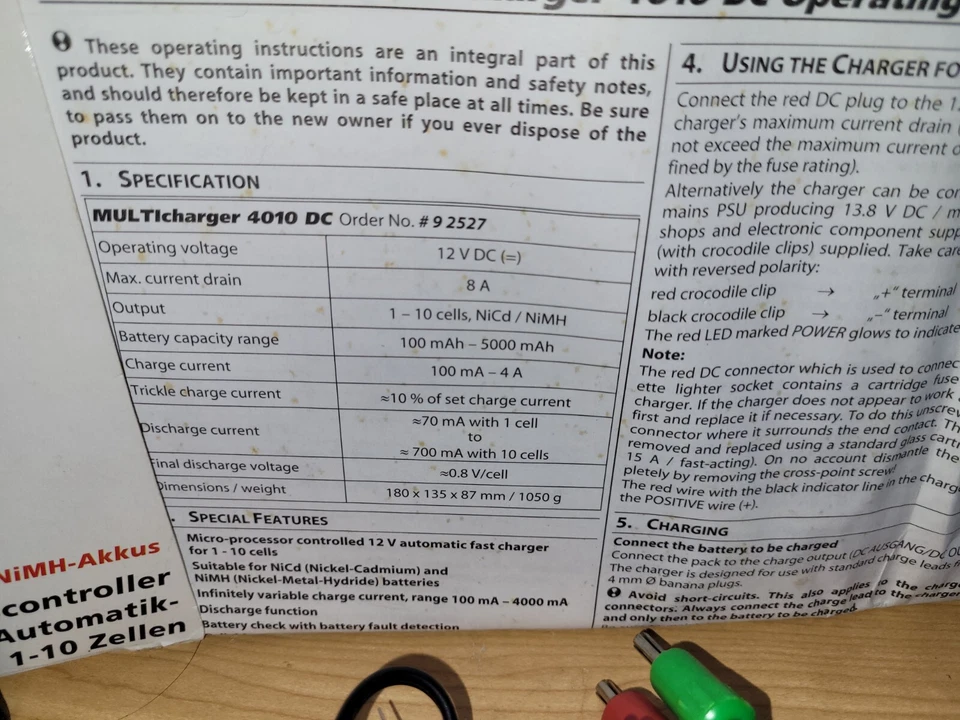 4010 DC Operating
These operating instructions are an integral part of this
product. They contain important information and safety notes,
and should therefore be kept in a safe place at all times. Be sure
to pass them on to the new owner if you ever dispose of the
product.
1. SPECIFICATION
MULTIcharger 4010 DC Order No. # 9 2527
Operating voltage 12 V DC (=)
Max. current drain 8 A
Output 1 – 10 cells, NiCd / NiMH
Battery capacity range 100 mAh – 5000 mAh
Charge current 100 mA – 4 A
Trickle charge current ≈10 % of set charge current
Discharge current ≈70 mA with 1 cell
to
≈ 700 mA with 10 cells
Final discharge voltage ≈0.8 V/cell
Dimensions / weight 180 x 135 x 87 mm / 1050 g
. SPECIAL FEATURES
Micro-processor controlled 12 V automatic fast charger
for 1 - 10 cells
Suitable for NiCd (Nickel-Cadmium) and
NiMH (Nickel-Metal-Hydride) batteries
Infinitely variable charge current, range 100 mA – 4000 mA
Discharge function
Battery check with battery fault detection
4. USING THE CHARGER FO
Connect the red DC plug to the 1
charger's maximum current drain (
not exceed the maximum current
fined by the fuse rating).
Alternatively the charger can be con
mains PSU producing 13.8 V DC / m
shops and electronic component supp
(with crocodile clips) supplied. Take care
with reversed polarity:
red crocodile clip → „+“ terminal
black crocodile clip → „–“ terminal
The red LED marked POWER glows to indicate
Note:
The red DC connector which is used to connec
ette lighter socket contains a cartridge fuse
charger. If the charger does not appear to work
first and replace it if necessary. To do this unscrew
connector where it surrounds the end contact. Th
removed and replaced using a standard glass cart
15 A / fast-acting). On no account dismantle the
pletely by removing the cross-point screw!
The red wire with the black indicator line in the charg
the POSITIVE wire (+).
5. CHARGING
Connect the battery to be charged
Connect the pack to the charge output (DC AUSGANG/DC OU
The charger is designed for use with standard charge leads f
4 mm Ø banana plugs.
Avoid short-circuits. This also applies to the charge
connectors. Always connect the charge lead to the charger
and only then to the battery to be charged.
NiMH-Akkus
controller
Automatik-
1-10 Zellen